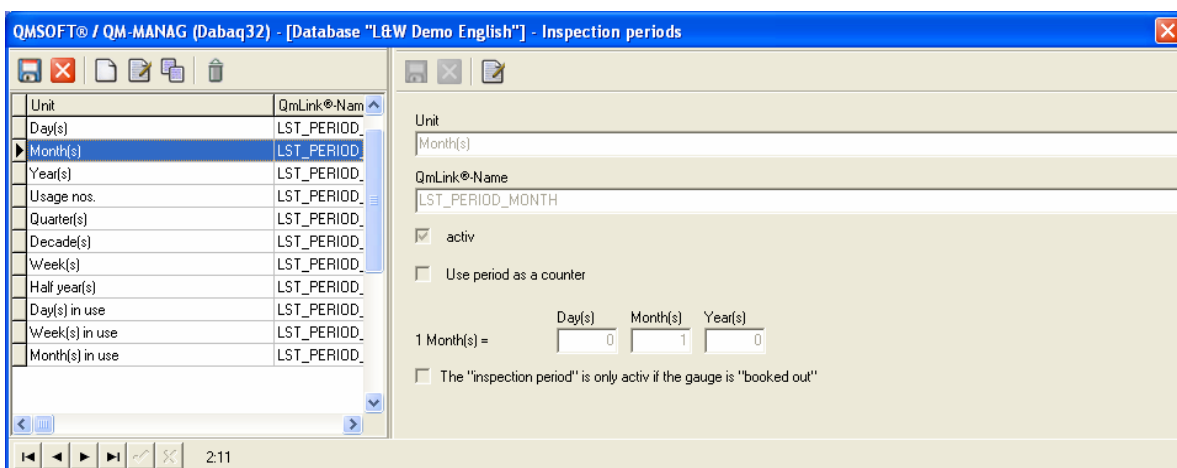 QMSOFT® / QM-MANAG (Dabaq32) - [Database "L&W Demo English"] - Inspection periods
Unit QmLink®-Nam
Day(s) LST_PERIOD_
Month(s) LST_PERIOD_
Year(s) LST_PERIOD_
Usage nos. LST_PERIOD_
Quarter(s) LST_PERIOD_
Decade(s) LST_PERIOD_
Week(s) LST_PERIOD_
Half year(s) LST_PERIOD_
Day(s) in use LST_PERIOD_
Week(s) in use LST_PERIOD_
Month(s) in use LST_PERIOD_
2:11
Unit
Month(s)
QmLink®-Name
LST_PERIOD_MONTH
activ
Use period as a counter
Day(s) Month(s) Year(s)
1 Month(s) = 0 1 0
The "inspection period" is only activ if the gauge is "booked out"